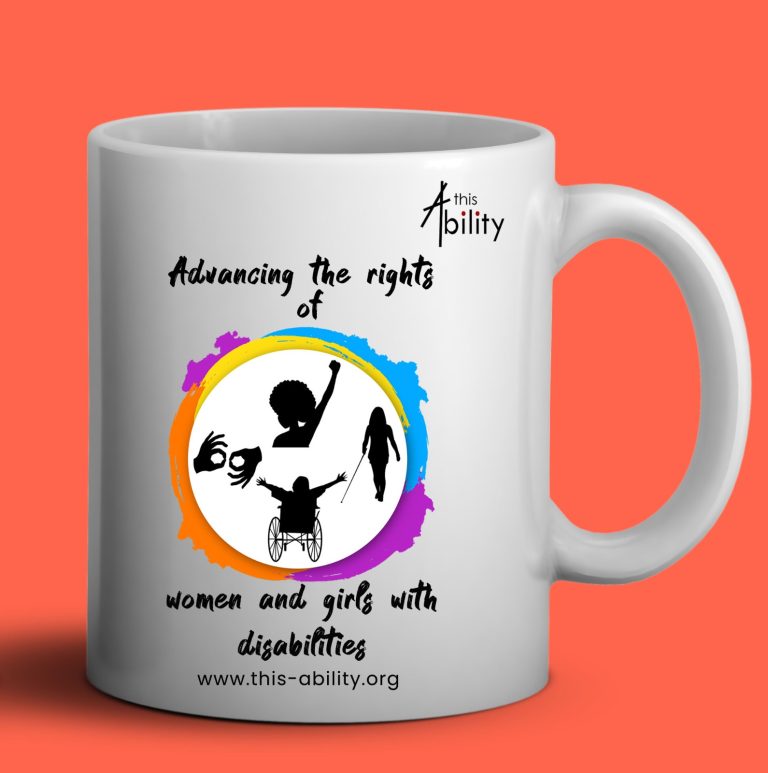 this
Ability
Advancing the rights
of
women and girls with
disabilities
www.this-ability.org